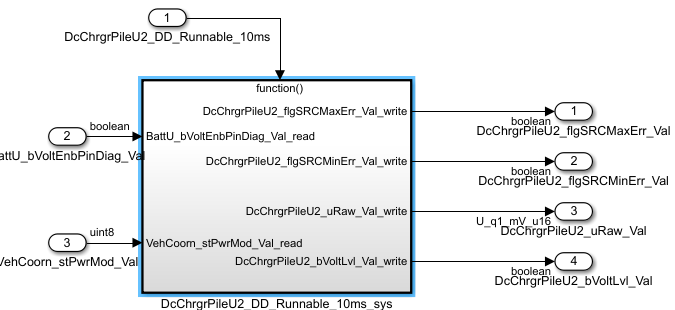 1
DcChrgrPileU2_DD_Runnable_10ms
function()
DcChrgrPileU2_flgSRCMaxErr_Val_write
1
boolean
DcChrgrPileU2_flgSRCMaxErr_Val
2
boolean
BattU_bVoltEnbPinDiag_Val_read
attU_bVoltEnbPinDiag_Val
DcChrgrPileU2_flgSRCMinErr_Val_write
2
boolean
DcChrgrPileU2_flgSRCMinErr_Val
DcChrgrPileU2_uRaw_Val_write
3
U_q1_mV_u16
DcChrgrPileU2_uRaw_Val
3
uint8
VehCoorn_stPwrMod_Val_read
VehCoorn_stPwrMod_Val
DcChrgrPileU2_bVoltLvl_Val_write
4
boolean
DcChrgrPileU2_bVoltLvl_Val
DcChrgrPileU2_DD_Runnable_10ms_sys